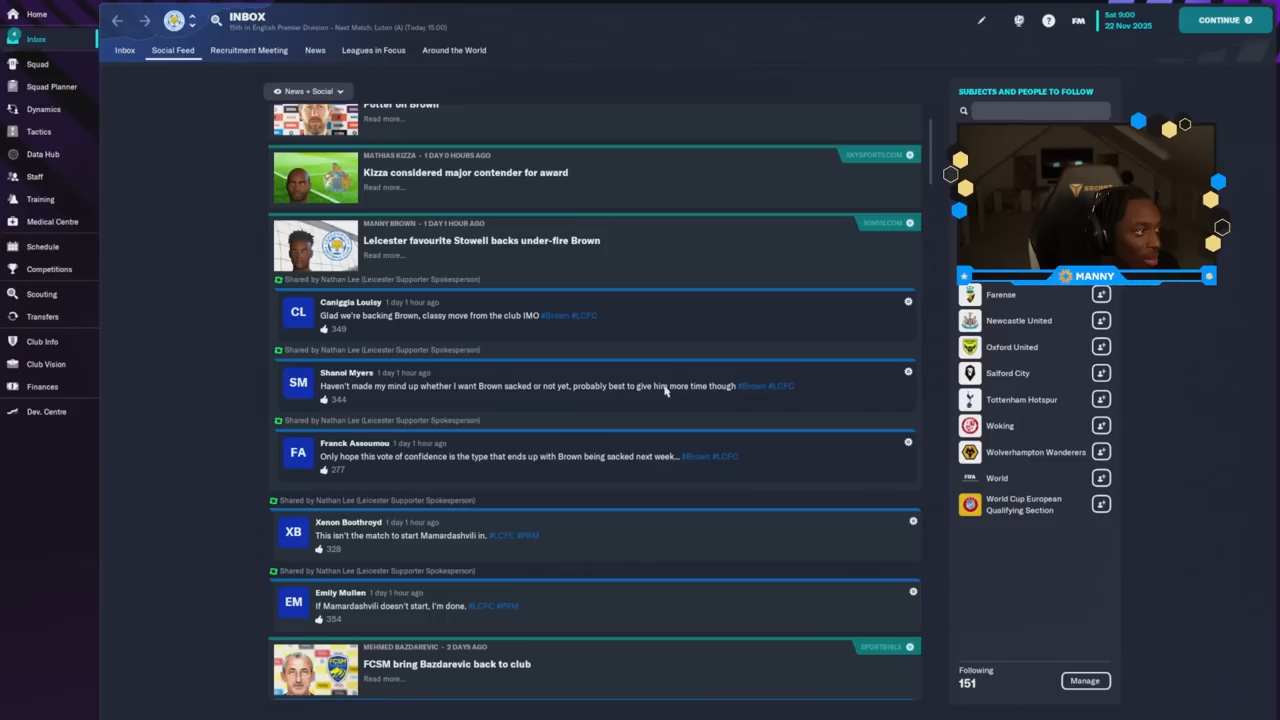 Home
Inbox
Squad
Squad Planner
Dynamics
Tactics
Data Hub
Staff
Training
Medical Centre
Schedule
Competitions
Scouting
Transfers
Club Info
Club Vision
Finances
Dev. Centre
INBOX
15th in English Premier Division - Next Match: Luton (A) (Today 15:00)
FM
Sat 9:00
22 Nov 2025
CONTINUE
Inbox
Social Feed
Recruitment Meeting
News
Leagues in Focus
Around the World
News + Social
Potter on Brown
Read more...
MATHIAS KIZZA - 1 DAY 0 HOURS AGO
SKYSPORTS.COM
Kizza considered major contender for award
Read more...
MANNY BROWN - 1 DAY 1 HOUR AGO
90MIN.COM
Leicester favourite Stowell backs under-fire Brown
Read more...
Shared by Nathan Lee (Leicester Supporter Spokesperson)
CL
Caniggia Louisy 1 day 1 hour ago
Glad we're backing Brown, classy move from the club IMO #Brown #LCFC
349
Shared by Nathan Lee (Leicester Supporter Spokesperson)
SM
Shanol Myers 1 day 1 hour ago
Haven't made my mind up whether I want Brown sacked or not yet, probably best to give him more time though #Brown #LCFC
344
Shared by Nathan Lee (Leicester Supporter Spokesperson)
FA
Franck Assoumou 1 day 1 hour ago
Only hope this vote of confidence is the type that ends up with Brown being sacked next week... #Brown #LCFC
277
Shared by Nathan Lee (Leicester Supporter Spokesperson)
XB
Xenon Boothroyd 1 day 1 hour ago
This isn't the match to start Mamardashvili in. #LCFC #PRM
328
Shared by Nathan Lee (Leicester Supporter Spokesperson)
EM
Emily Mullen 1 day 1 hour ago
If Mamardashvili doesn't start, I'm done. #LCFC #PRM
354
MEHMED BAZDAREVIC - 2 DAYS AGO
SPORTBIBLE
FCSM bring Bazdarevic back to club
Read more...
FCSM
SUBJECTS AND PEOPLE TO FOLLOW
SECRET
MANNY
Farense
Newcastle United
Oxford United
Salford City
Tottenham Hotspur
Woking
Wolverhampton Wanderers
FIFA
World
World Cup European
Qualifying Section
Following
151
Manage